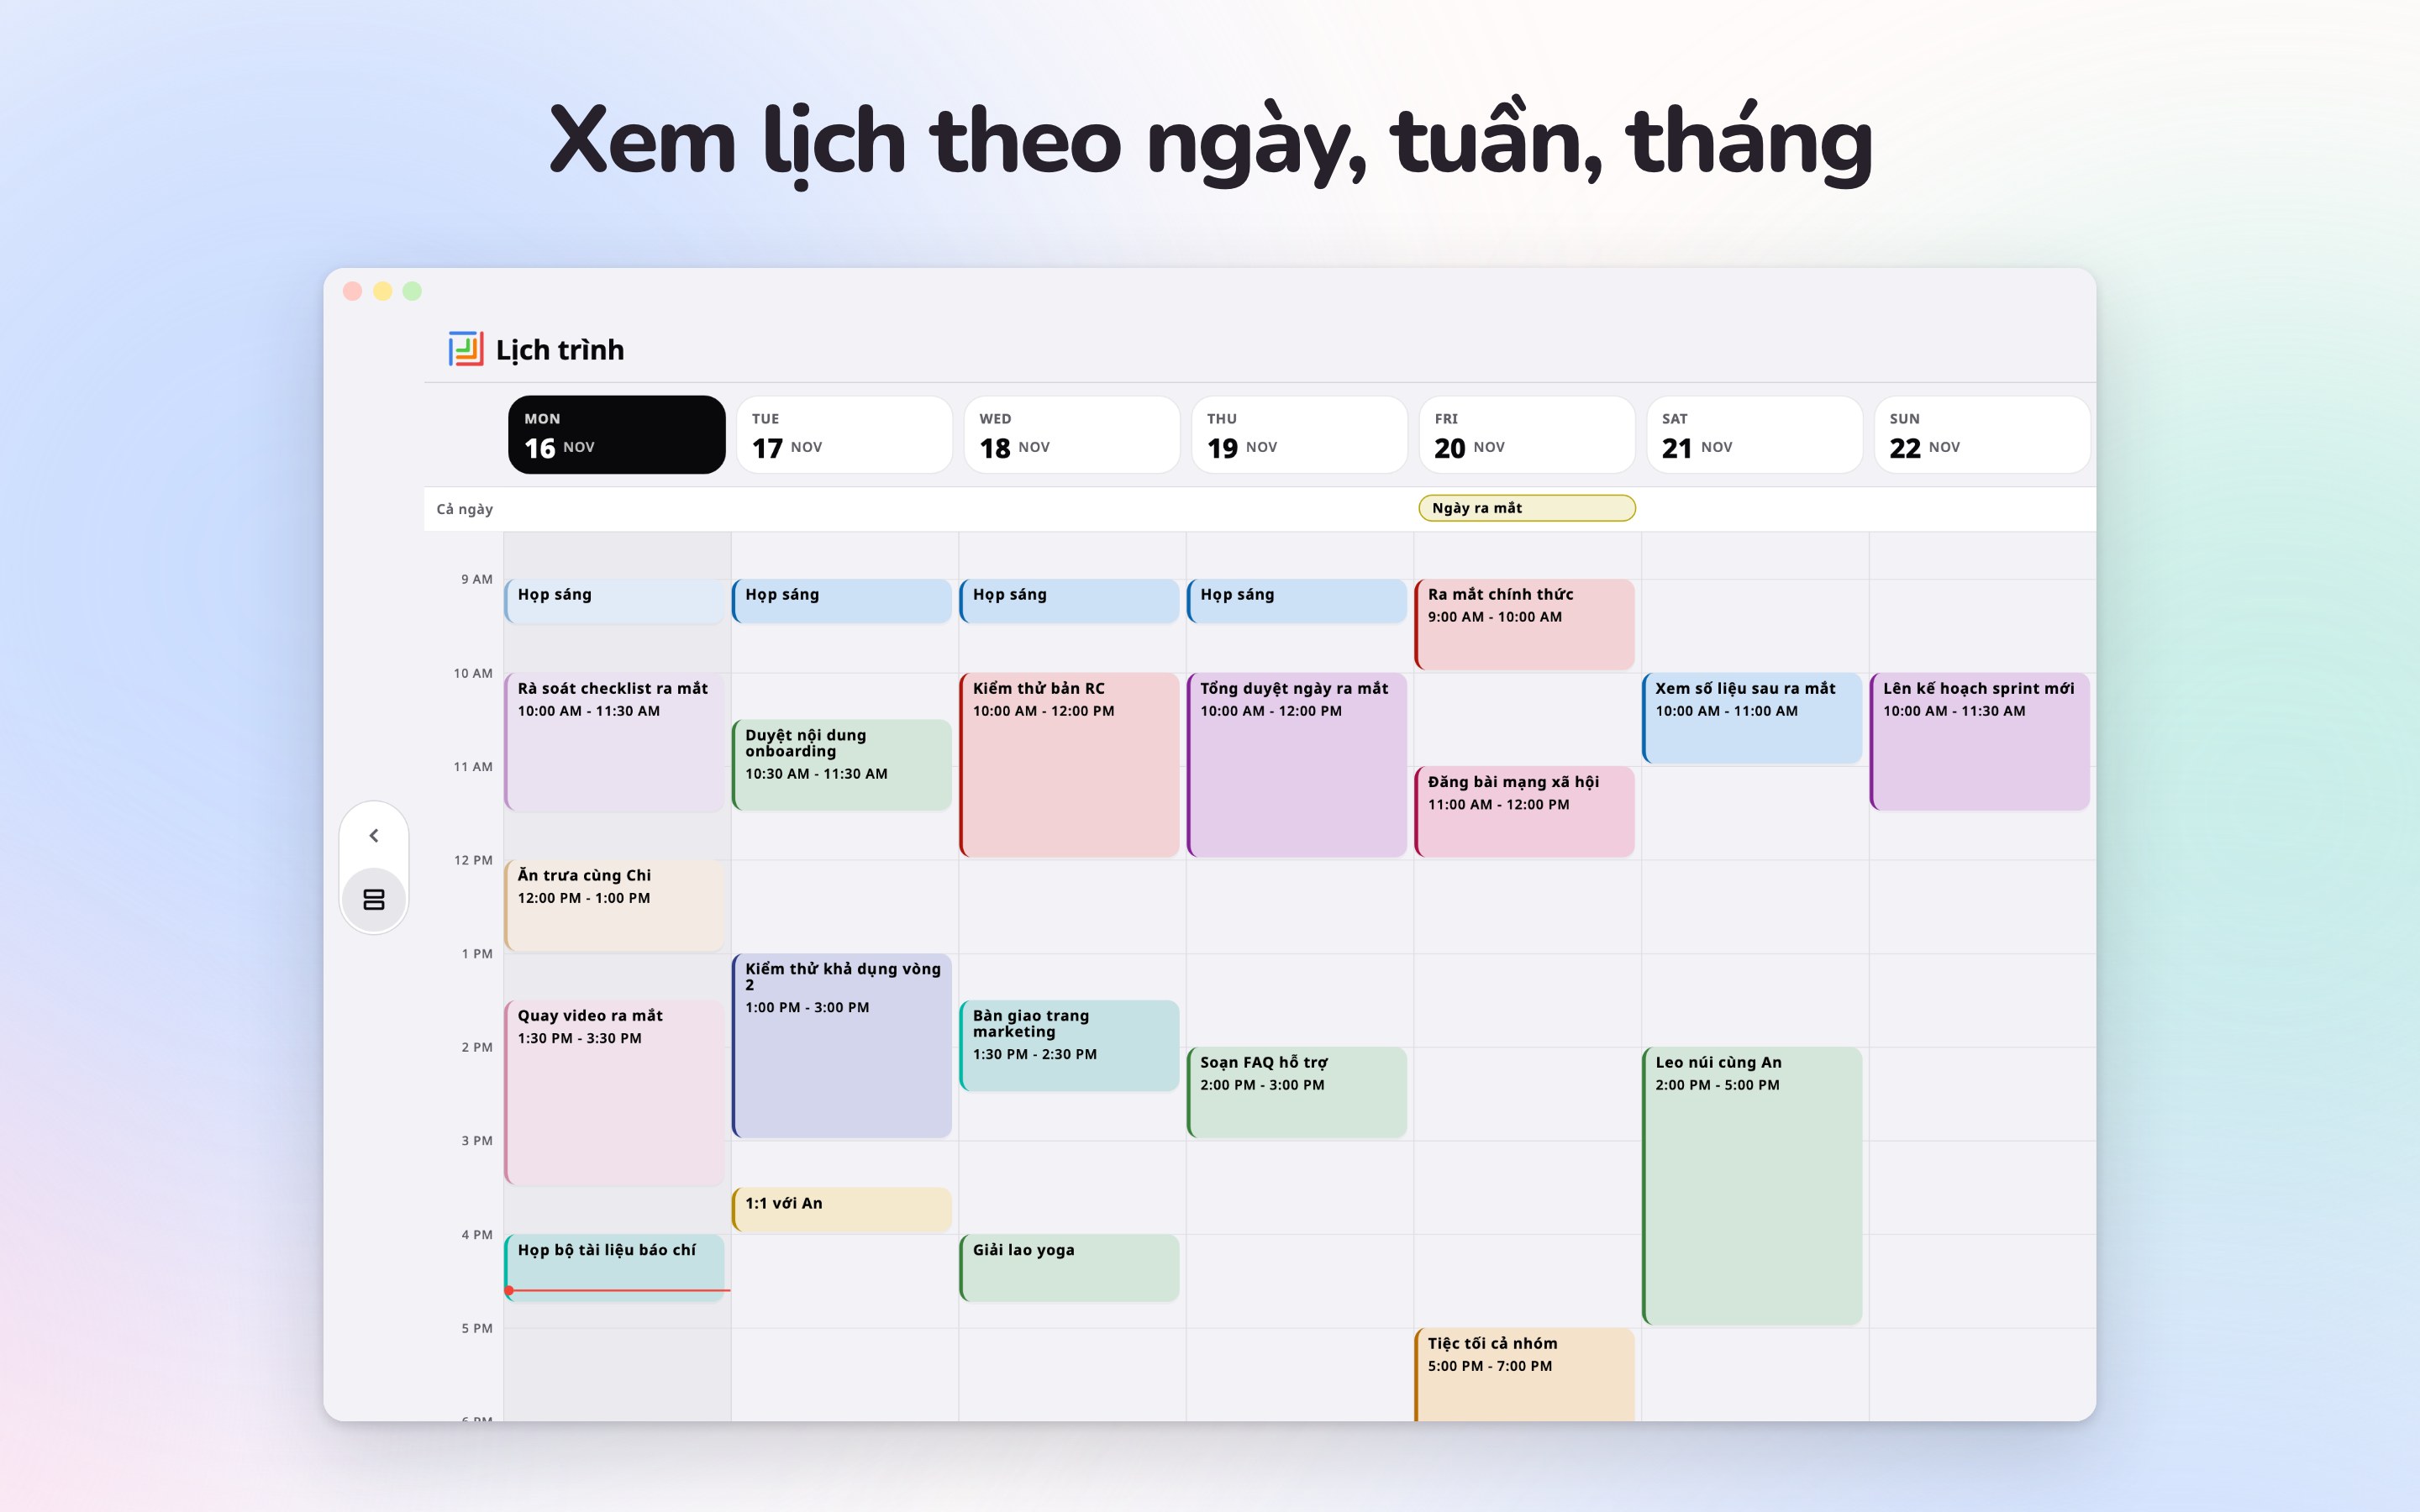 Xem lịch theo ngày, tuần, tháng
Lịch trình
MON
16 NOV
TUE
17 NOV
WED
18 NOV
THU
19 NOV
FRI
20 NOV
SAT
21 NOV
SUN
22 NOV
Cả ngày
Ngày ra mắt
9 AM
10 AM
11 AM
12 PM
1 PM
2 PM
3 PM
4 PM
5 PM
6 PM
Họp sáng
Rà soát checklist ra mắt
10:00 AM - 11:30 AM
Ăn trưa cùng Chi
12:00 PM - 1:00 PM
Quay video ra mắt
1:30 PM - 3:30 PM
Họp bộ tài liệu báo chí
Họp sáng
Duyệt nội dung
onboarding
10:30 AM - 11:30 AM
Kiểm thử khả dụng vòng
2
1:00 PM - 3:00 PM
1:1 với An
Họp sáng
Kiểm thử bản RC
10:00 AM - 12:00 PM
Bàn giao trang
marketing
1:30 PM - 2:30 PM
Giải lao yoga
Họp sáng
Tổng duyệt ngày ra mắt
10:00 AM - 12:00 PM
Soạn FAQ hỗ trợ
2:00 PM - 3:00 PM
Ra mắt chính thức
9:00 AM - 10:00 AM
Đăng bài mạng xã hội
11:00 AM - 12:00 PM
Tiệc tối cả nhóm
5:00 PM - 7:00 PM
Xem số liệu sau ra mắt
10:00 AM - 11:00 AM
Leo núi cùng An
2:00 PM - 5:00 PM
Lên kế hoạch sprint mới
10:00 AM - 11:30 AM